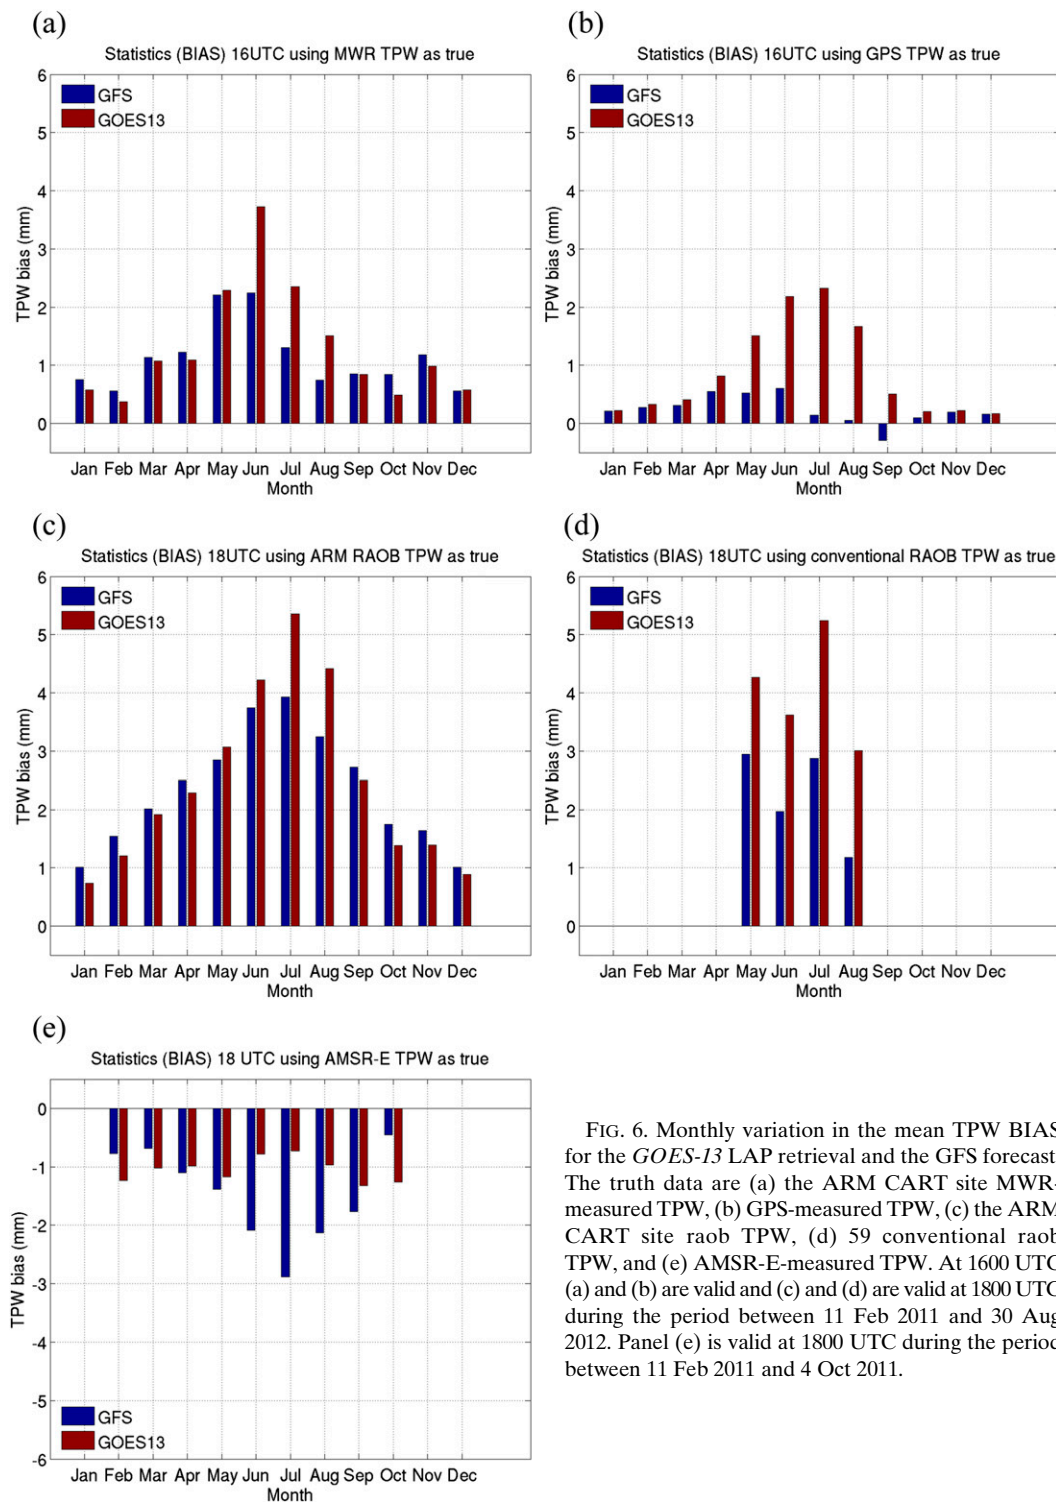 (a)
Statistics (BIAS) 16UTC using MWR TPW as true
GFS
GOES13
6
5
4
3
2
1
0
TPW bias (mm)
Jan Feb Mar Apr May Jun Jul Aug Sep Oct Nov Dec
Month
(b)
Statistics (BIAS) 16UTC using GPS TPW as true
GFS
GOES13
6
5
4
3
2
1
0
TPW bias (mm)
Jan Feb Mar Apr May Jun Jul Aug Sep Oct Nov Dec
Month
(c)
Statistics (BIAS) 18UTC using ARM RAOB TPW as true
GFS
GOES13
6
5
4
3
2
1
0
TPW bias (mm)
Jan Feb Mar Apr May Jun Jul Aug Sep Oct Nov Dec
Month
(d)
Statistics (BIAS) 18UTC using conventional RAOB TPW as true
GFS
GOES13
6
5
4
3
2
1
0
TPW bias (mm)
Jan Feb Mar Apr May Jun Jul Aug Sep Oct Nov Dec
Month
(e)
Statistics (BIAS) 18 UTC using AMSR-E TPW as true
0
-1
-2
-3
-4
-5
-6
TPW bias (mm)
GFS
GOES13
Jan Feb Mar Apr May Jun Jul Aug Sep Oct Nov Dec
Month
FIG. 6. Monthly variation in the mean TPW BIAS
for the GOES-13 LAP retrieval and the GFS forecast.
The truth data are (a) the ARM CART site MWR-
measured TPW, (b) GPS-measured TPW, (c) the ARM
CART site raob TPW, (d) 59 conventional raob
TPW, and (e) AMSR-E-measured TPW. At 1600 UTC
(a) and (b) are valid and (c) and (d) are valid at 1800 UTC
during the period between 11 Feb 2011 and 30 Aug
2012. Panel (e) is valid at 1800 UTC during the period
between 11 Feb 2011 and 4 Oct 2011.